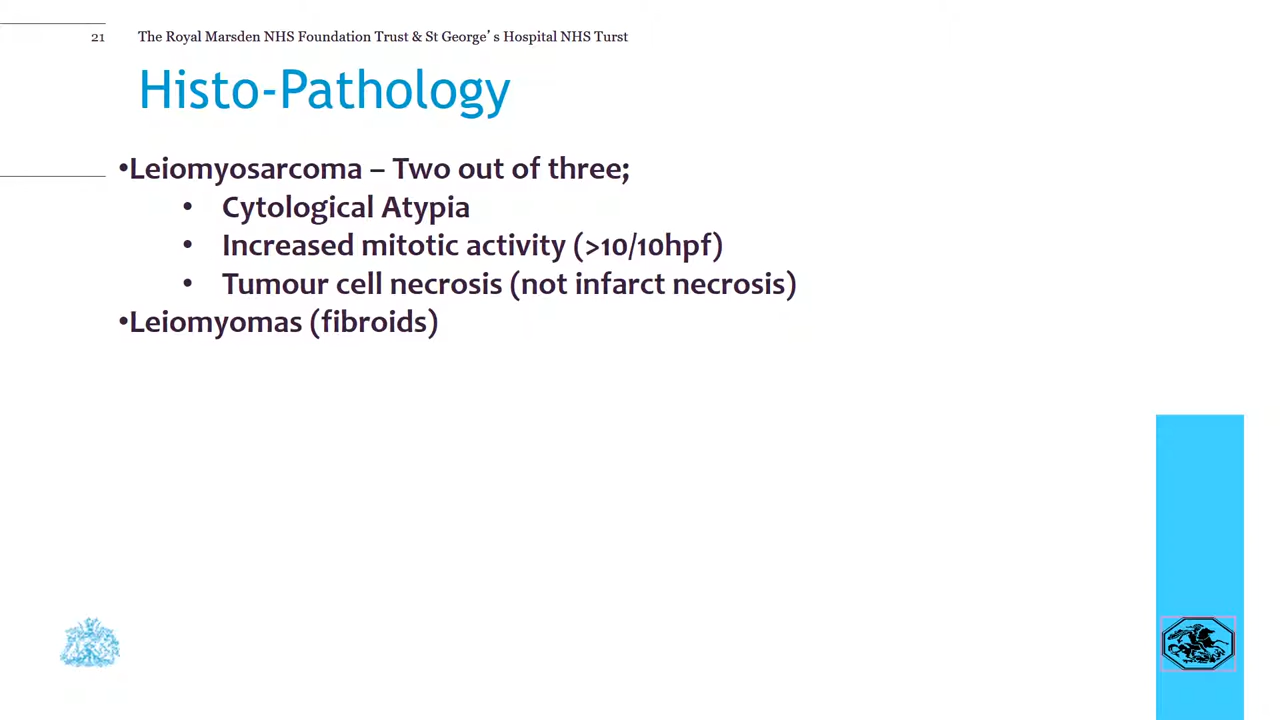 21 The Royal Marsden NHS Foundation Trust & St George’s Hospital NHS Turst
Histo-Pathology
•Leiomyosarcoma – Two out of three;
• Cytological Atypia
• Increased mitotic activity (>10/10hpf)
• Tumour cell necrosis (not infarct necrosis)
•Leiomyomas (fibroids)